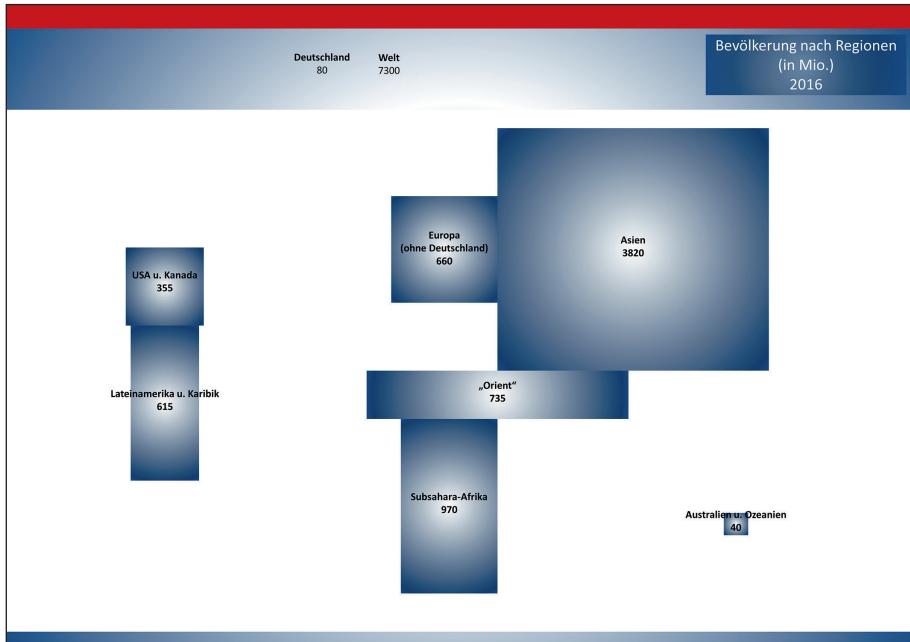 Deutschland
80
Welt
7300
Bevölkerung nach Regionen
(in Mio.)
2016
Europa
(ohne Deutschland)
660
Asien
3820
USA u. Kanada
355
Lateinamerika u. Karibik
615
„Orient“
735
Subsahara-Afrika
970
Australien u. Ozeanien
40